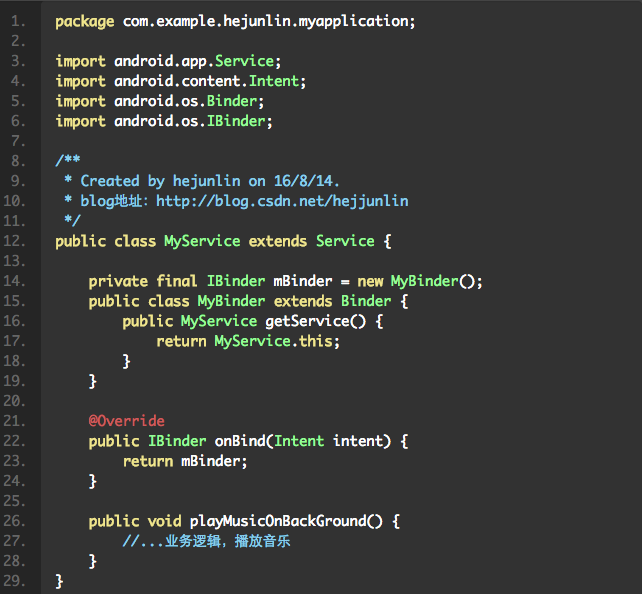 1. package com.example.hejunlin.myapplication;
2.
3. import android.app.Service;
4. import android.content.Intent;
5. import android.os.Binder;
6. import android.os.IBinder;
7.
8. /**
9.  * Created by hejunlin on 16/8/14.
10.  * blog地址：http://blog.csdn.net/hejjunlin
11.  */
12. public class MyService extends Service {
13.
14.     private final IBinder mBinder = new MyBinder();
15.     public class MyBinder extends Binder {
16.         public MyService getService() {
17.             return MyService.this;
18.         }
19.     }
20.
21.     @Override
22.     public IBinder onBind(Intent intent) {
23.         return mBinder;
24.     }
25.
26.     public void playMusicOnBackGround() {
27.         //...业务逻辑，播放音乐
28.     }
29. }